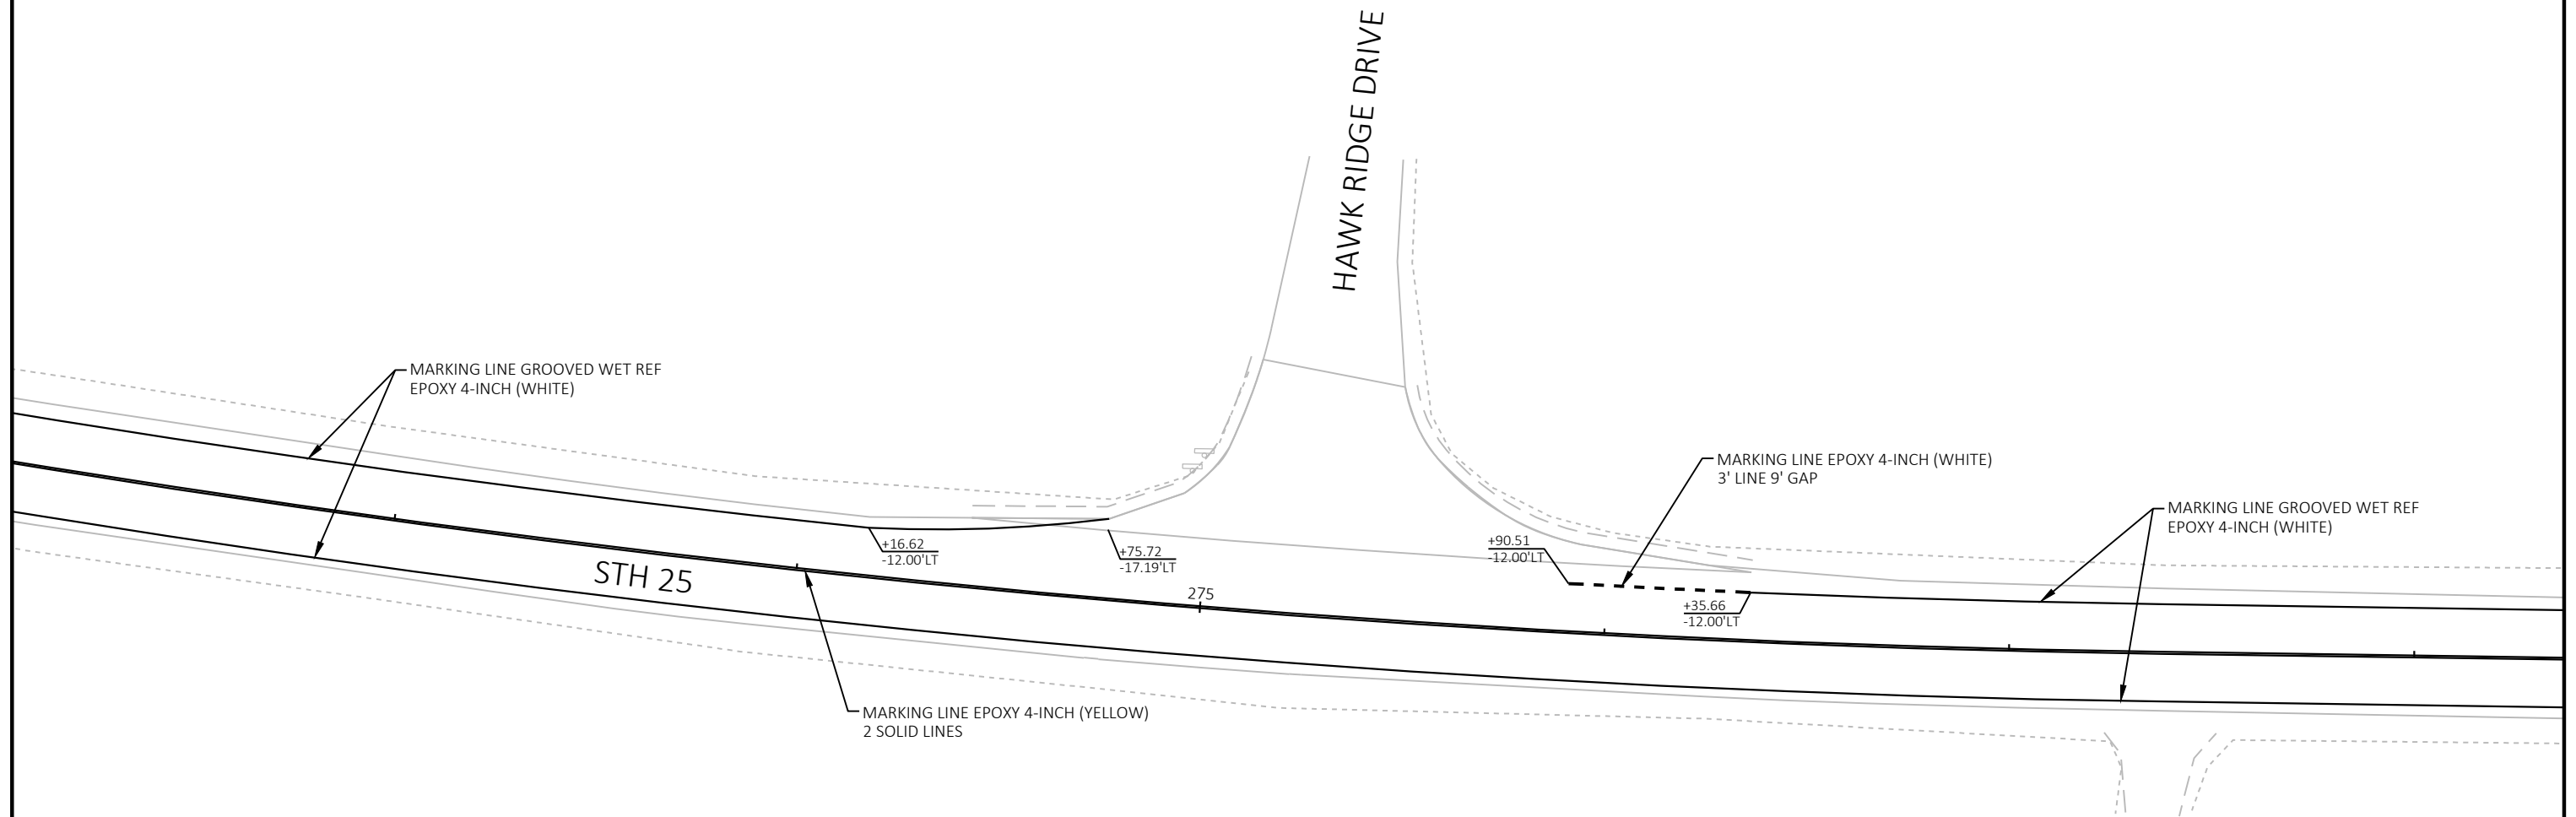 HAWK RIDGE DRIVE
MARKING LINE GROOVED WET REF
EPOXY 4-INCH (WHITE)
+16.62
-12.00'LT
+75.72
-17.19'LT
+90.51
-12.00'LT
MARKING LINE EPOXY 4-INCH (WHITE)
3' LINE 9' GAP
MARKING LINE GROOVED WET REF
EPOXY 4-INCH (WHITE)
STH 25
275
+35.66
-12.00'LT
MARKING LINE EPOXY 4-INCH (YELLOW)
2 SOLID LINES